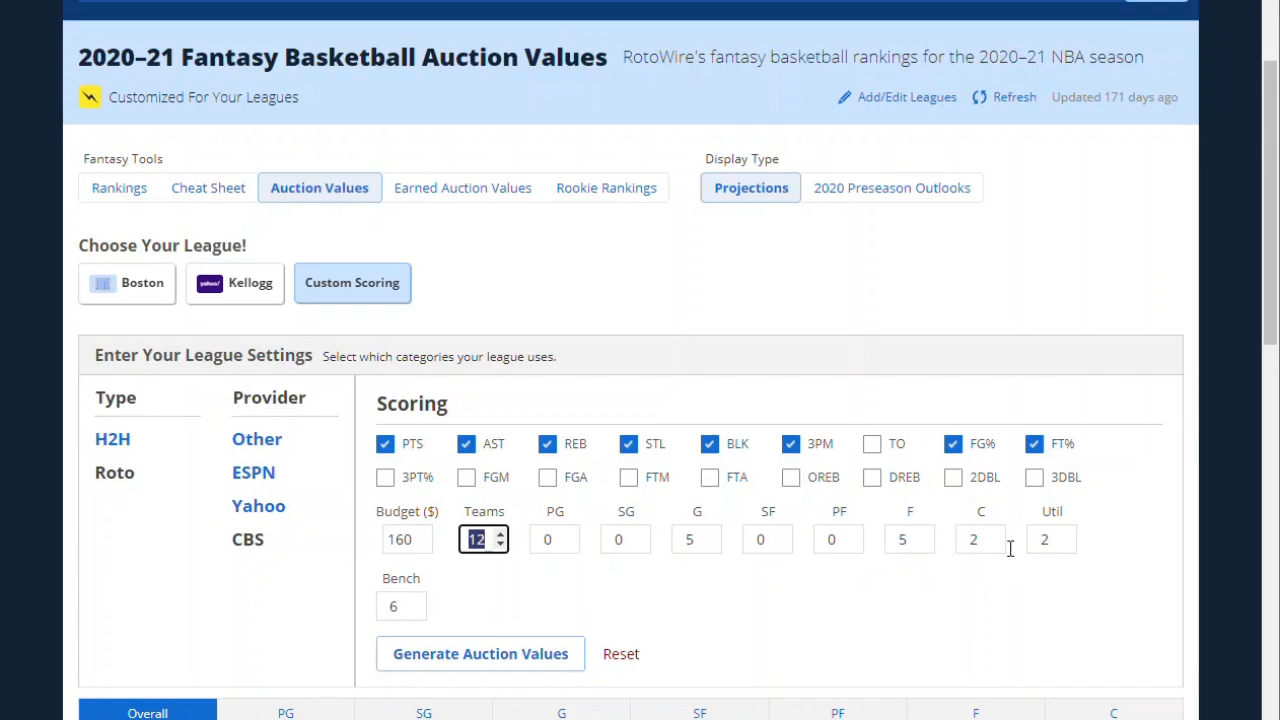 2020–21 Fantasy Basketball Auction Values RotoWire's fantasy basketball rankings for the 2020–21 NBA season
Customized For Your Leagues Add/Edit Leagues Refresh Updated 171 days ago
Fantasy Tools Display Type
Rankings Cheat Sheet Auction Values Earned Auction Values Rookie Rankings Projections 2020 Preseason Outlooks
Choose Your League!
Boston yahoo! Kellogg Custom Scoring
Enter Your League Settings Select which categories your league uses.
Type Provider Scoring
H2H Other PTS AST REB STL BLK 3PM TO FG% FT%
Roto ESPN 3PT% FGM FGA FTM FTA OREB DREB 2DBL 3DBL
Yahoo Budget ($) Teams PG SG G SF PF F C Util
CBS 160 12 0 0 5 0 0 5 2 2
Bench
6
Generate Auction Values Reset
Overall PG SG G SF PF F C